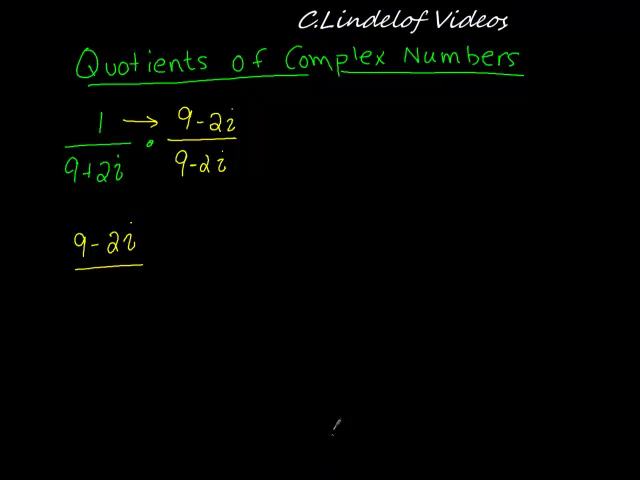 C.Lindelof Videos
Quotients of Complex Numbers
1 → 9-2i
9+2i • 9-2i
9-2i